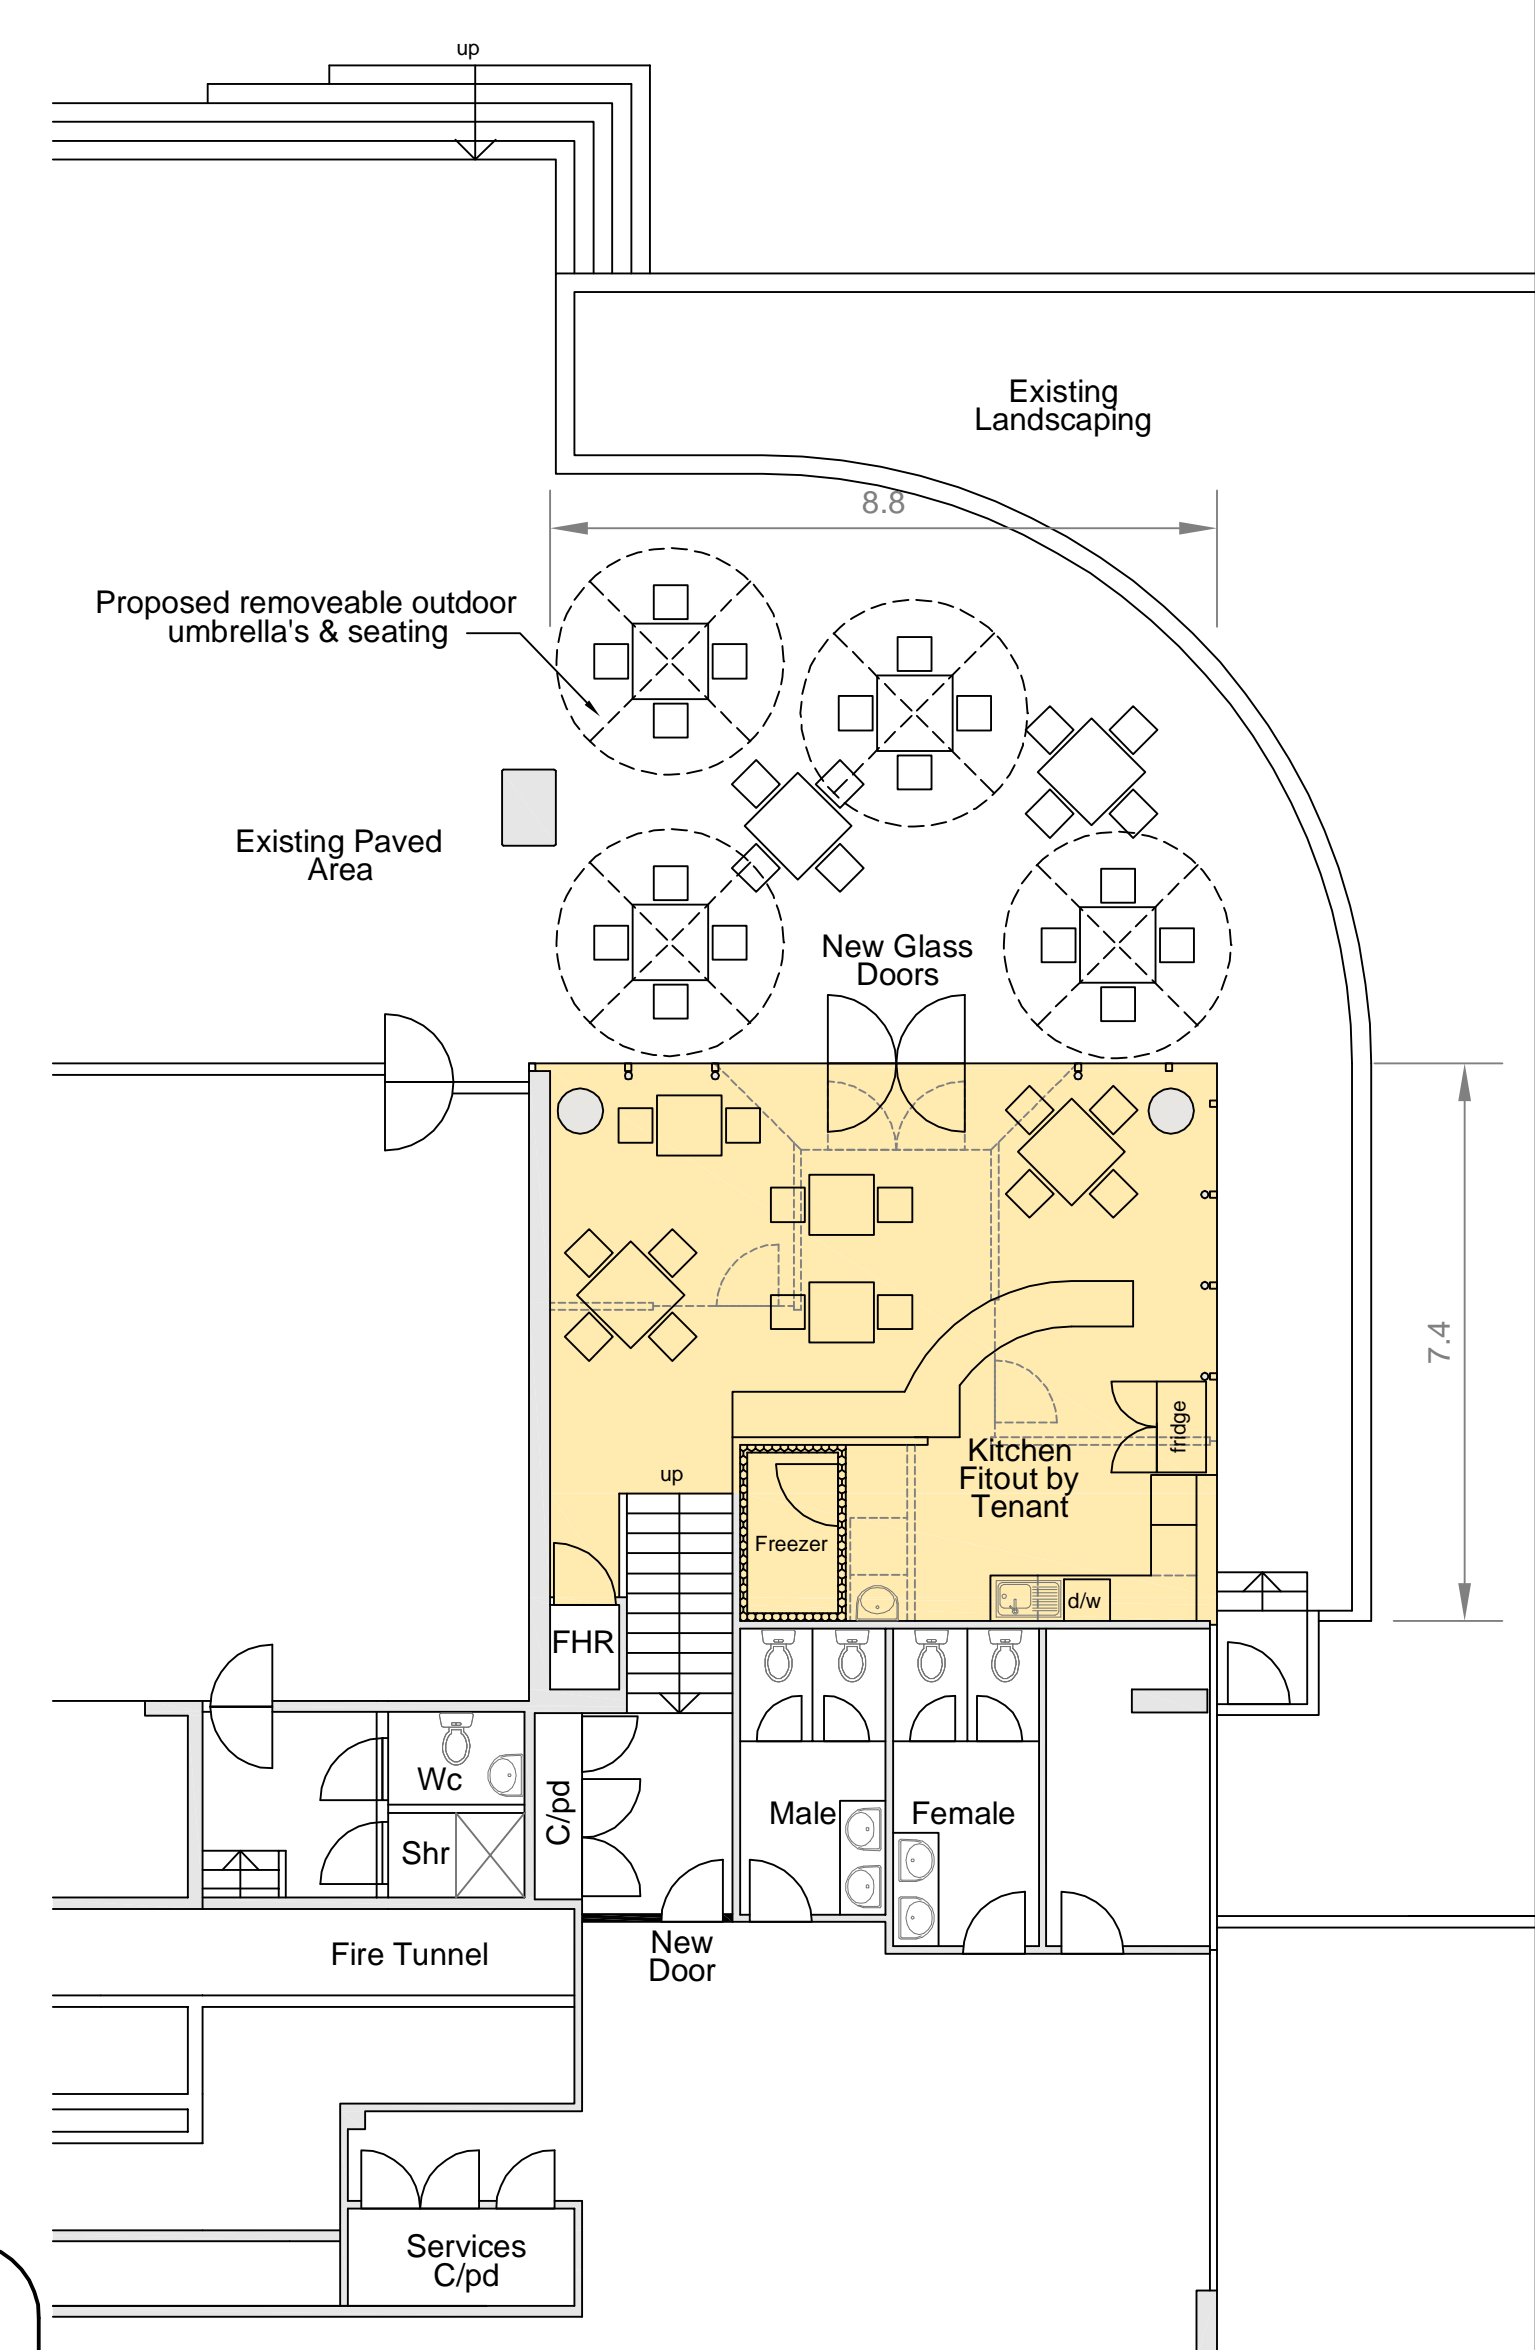 up
Existing
Landscaping
8.8
Proposed removeable outdoor
umbrella's & seating
Existing Paved
Area
New Glass
Doors
7.4
fridge
Kitchen
Fitout by
Tenant
up
Freezer
d/w
FHR
Wc
C/pd
Male
Female
Shr
Fire Tunnel
New
Door
Services
C/pd